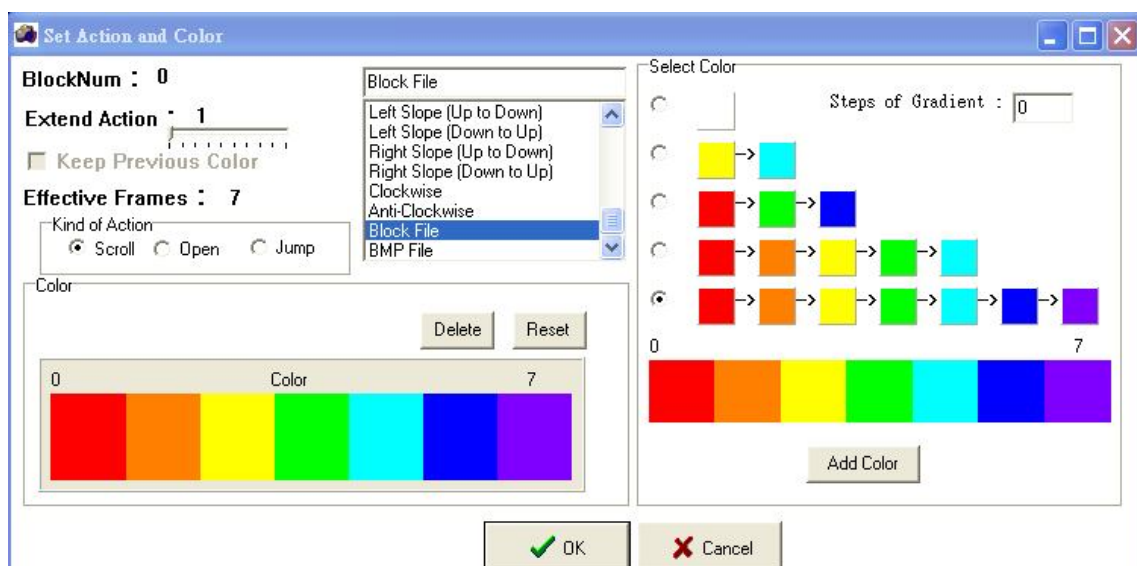 Set Action and Color
BlockNum : 0
Extend Action : 1
Keep Previous Color
Effective Frames : 7
Kind of Action
Scroll Open Jump
Block File
Left Slope (Up to Down)
Left Slope (Down to Up)
Right Slope (Up to Down)
Right Slope (Down to Up)
Clockwise
Anti-Clockwise
Block File
BMP File
Color
Delete Reset
0 Color 7
Select Color
Steps of Gradient : 0
->
-> ->
-> -> -> ->
-> -> -> -> -> ->
0 7
Add Color
OK Cancel